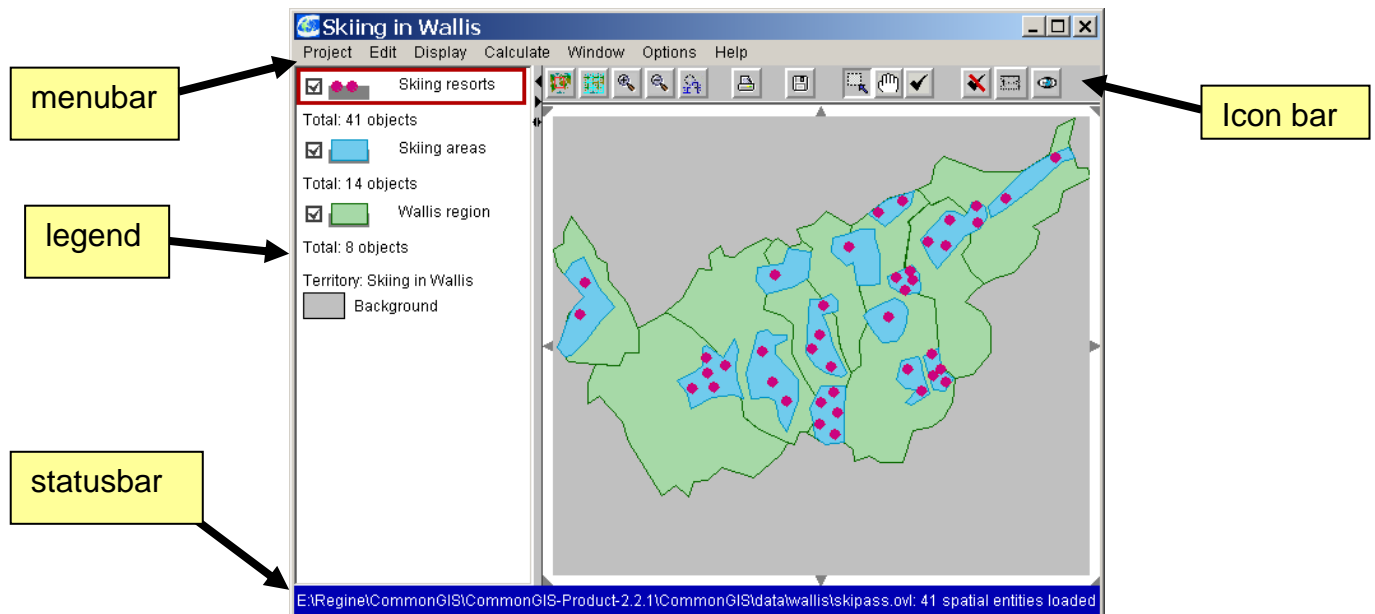 Skiing in Wallis
Project Edit Display Calculate Window Options Help
menubar
Skiing resorts
Icon bar
Total: 41 objects
Skiing areas
Total: 14 objects
Wallis region
legend
Total: 8 objects
Territory: Skiing in Wallis
Background
statusbar
E:\Regine\CommonGIS\CommonGIS-Product-2.2.1\CommonGIS\data\wallis\skipass.ovl: 41 spatial entities loaded